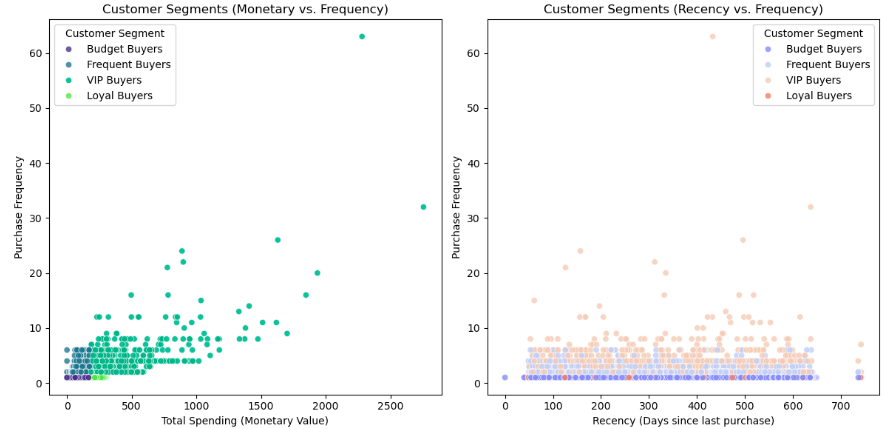 Customer Segments (Monetary vs. Frequency)
Customer Segment
Budget Buyers
Frequent Buyers
VIP Buyers
Loyal Buyers
Purchase Frequency
60
50
40
30
20
10
0
0
500
1000
1500
2000
2500
Total Spending (Monetary Value)
Customer Segments (Recency vs. Frequency)
Customer Segment
Budget Buyers
Frequent Buyers
VIP Buyers
Loyal Buyers
Purchase Frequency
60
50
40
30
20
10
0
0
100
200
300
400
500
600
700
Recency (Days since last purchase)